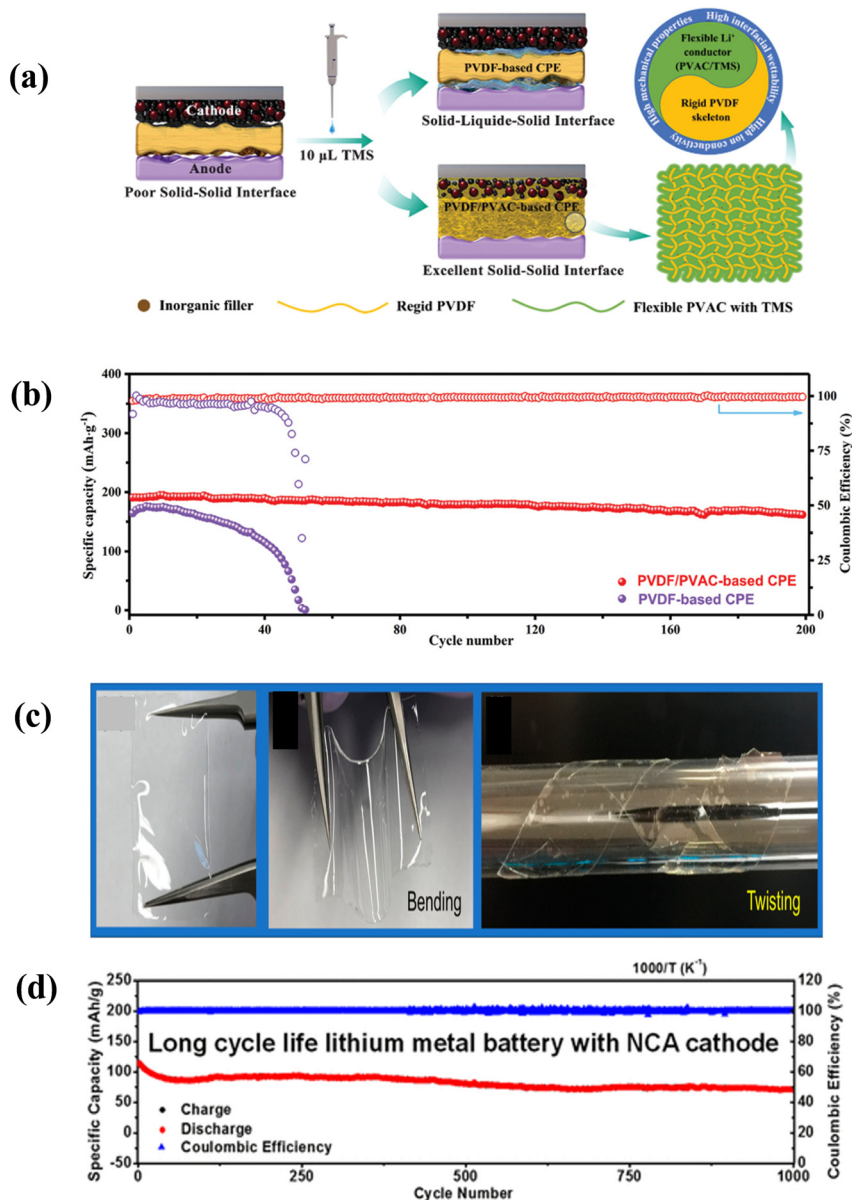 (a)
Cathode
Anode
Poor Solid-Solid Interface
10 µL TMS
PVDF-based CPE
Solid-Liquide-Solid Interface
PVDF/PVAC-based CPE
Excellent Solid-Solid Interface
High mechanical properties
High interfacial wettability
High ion conductivity
Flexible Li⁺
conductor
(PVAC/TMS)
Rigid PVDF
skeleton
Inorganic filler
Regid PVDF
Flexible PVAC with TMS
(b)
Specific capacity (mAh·g⁻¹)
400
300
200
100
0
100
75
50
25
0
Coulombic Efficiency (%)
PVDF/PVAC-based CPE
PVDF-based CPE
0 40 80 120 160 200
Cycle number
(c)
Bending
Twisting
(d)
1000/T (K⁻¹)
Specific Capacity (mAh/g)
250
200
150
100
50
0
-50
120
100
80
60
40
20
0
Coulombic Efficiency (%)
Long cycle life lithium metal battery with NCA cathode
Charge
Discharge
Coulombic Efficiency
0 250 500 750 1000
Cycle Number